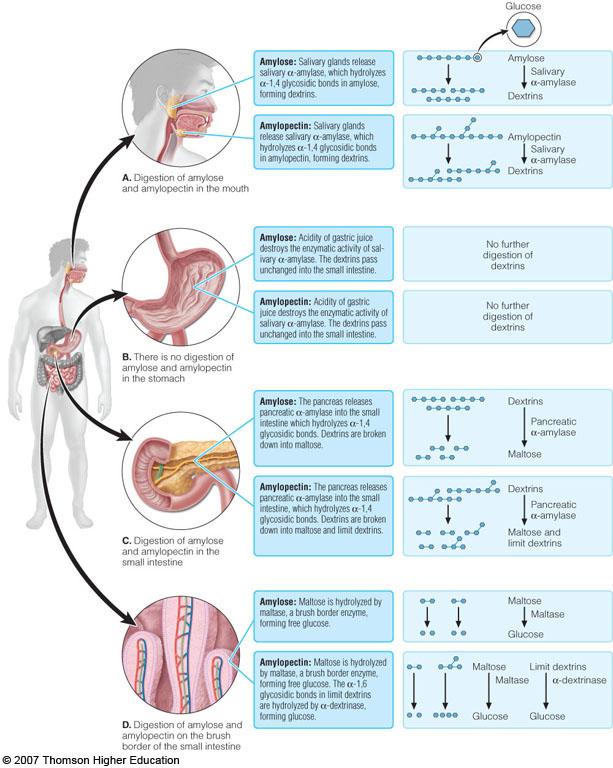 Glucose
Amylose: Salivary glands release
salivary α-amylase, which hydrolyzes
α-1,4 glycosidic bonds in amylose,
forming dextrins.
Amylose
Salivary
α-amylase
Dextrins
Amylopectin: Salivary glands
release salivary α-amylase, which
hydrolyzes α-1,4 glycosidic bonds
in amylopectin, forming dextrins.
Amylopectin
Salivary
α-amylase
Dextrins
A. Digestion of amylose
and amylopectin in the mouth
Amylose: Acidity of gastric juice
destroys the enzymatic activity of sal-
ivary α-amylase. The dextrins pass
unchanged into the small intestine.
No further
digestion of
dextrins
Amylopectin: Acidity of gastric
juice destroys the enzymatic activity of
salivary α-amylase. The dextrins pass
unchanged into the small intestine.
No further
digestion of
dextrins
B. There is no digestion of
amylose and amylopectin
in the stomach
Amylose: The pancreas releases
pancreatic α-amylase into the small
intestine which hydrolyzes α-1,4
glycosidic bonds. Dextrins are broken
down into maltose.
Dextrins
Pancreatic
α-amylase
Maltose
Amylopectin: The pancreas releases
pancreatic α-amylase into the small
intestine, which hydrolyzes α-1,4
glycosidic bonds. Dextrins are broken
down into maltose and limit dextrins.
Dextrins
Pancreatic
α-amylase
Maltose and
limit dextrins
C. Digestion of amylose
and amylopectin in the
small intestine
Amylose: Maltose is hydrolyzed by
maltase, a brush border enzyme,
forming free glucose.
Maltose
Maltase
Glucose
Amylopectin: Maltose is hydrolyzed
by maltase, a brush border enzyme,
forming free glucose. The α-1,6
glycosidic bonds in limit dextrins
are hydrolyzed by α-dextrinase,
forming glucose.
Maltose Limit dextrins
Maltase α-dextrinase
Glucose Glucose
D. Digestion of amylose and
amylopectin on the brush
border of the small intestine
© 2007 Thomson Higher Education